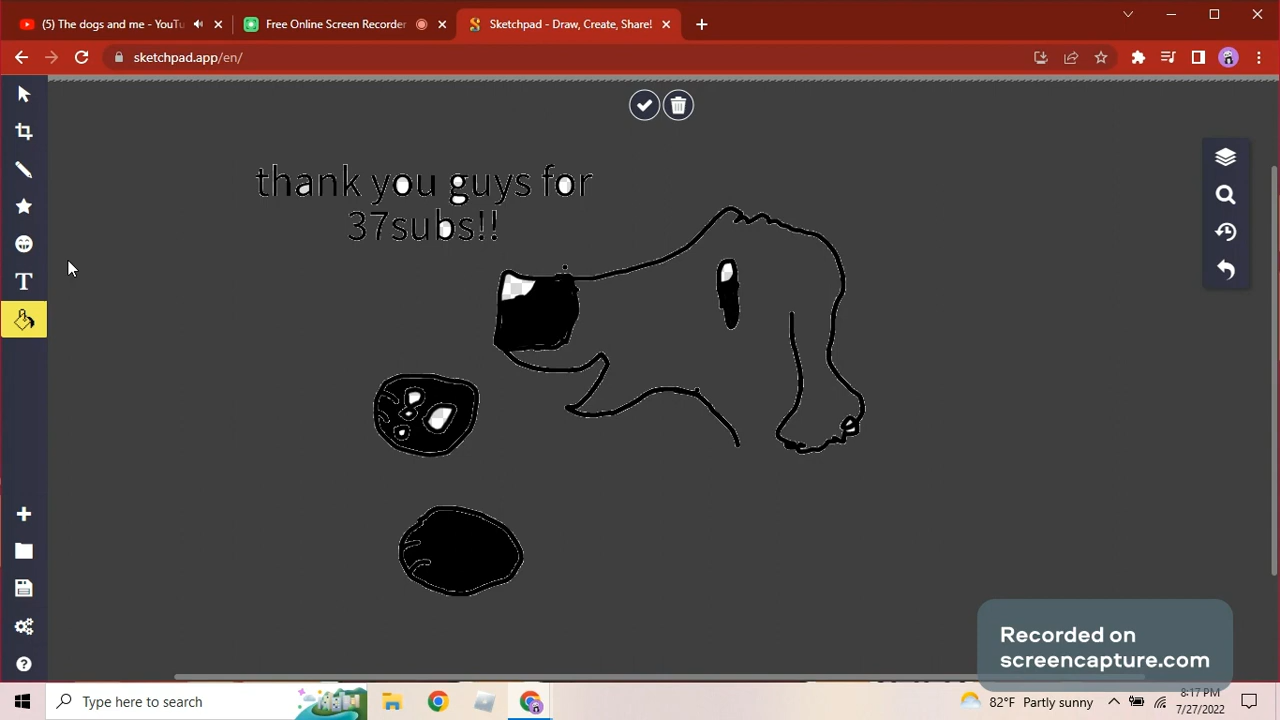 (5) The dogs and me - YouTu
Free Online Screen Recorder
Sketchpad - Draw, Create, Share!
sketchpad.app/en/
thank you guys for
37subs!!
T
Recorded on
screencapture.com
Type here to search
82°F Partly sunny
8:17 PM
7/27/2022